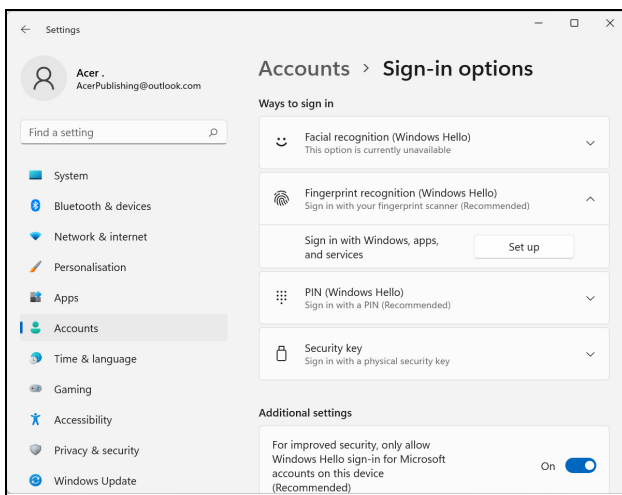 Settings
Acer .
AcerPublishing@outlook.com
Find a setting
System
Bluetooth & devices
Network & internet
Personalisation
Apps
Accounts
Time & language
Gaming
Accessibility
Privacy & security
Windows Update
Accounts > Sign-in options
Ways to sign in
Facial recognition (Windows Hello)
This option is currently unavailable
Fingerprint recognition (Windows Hello)
Sign in with your fingerprint scanner (Recommended)
Sign in with Windows, apps,
and services
Set up
PIN (Windows Hello)
Sign in with a PIN (Recommended)
Security key
Sign in with a physical security key
Additional settings
For improved security, only allow
Windows Hello sign-in for Microsoft
accounts on this device
(Recommended)
On